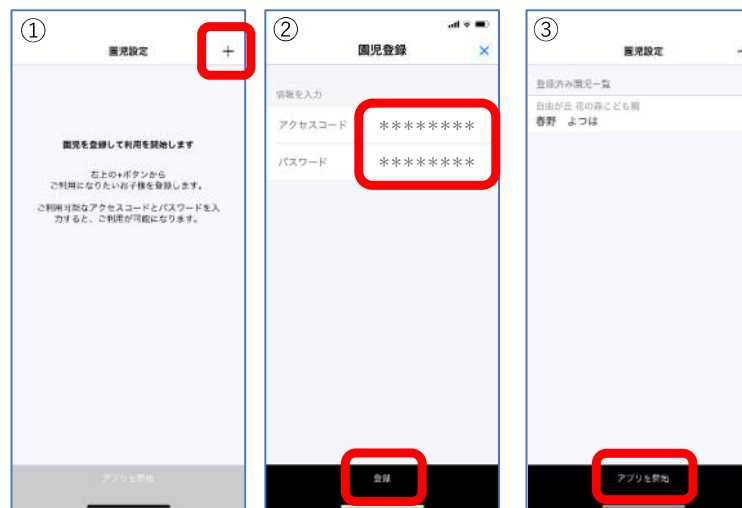 ①
園児設定
＋
園児を登録して利用を開始します
右上の+ボタンから
ご利用になりたいお子様を登録します。
ご利用可能なアクセスコードとパスワードを入
力すると、ご利用が可能になります。
アプリを開始
②
園児登録
×
情報を入力
アクセスコード ********
パスワード ********
登録
③
園児設定
登録済み園児一覧
自由が丘 花の森こども園
春野 よつは
アプリを開始